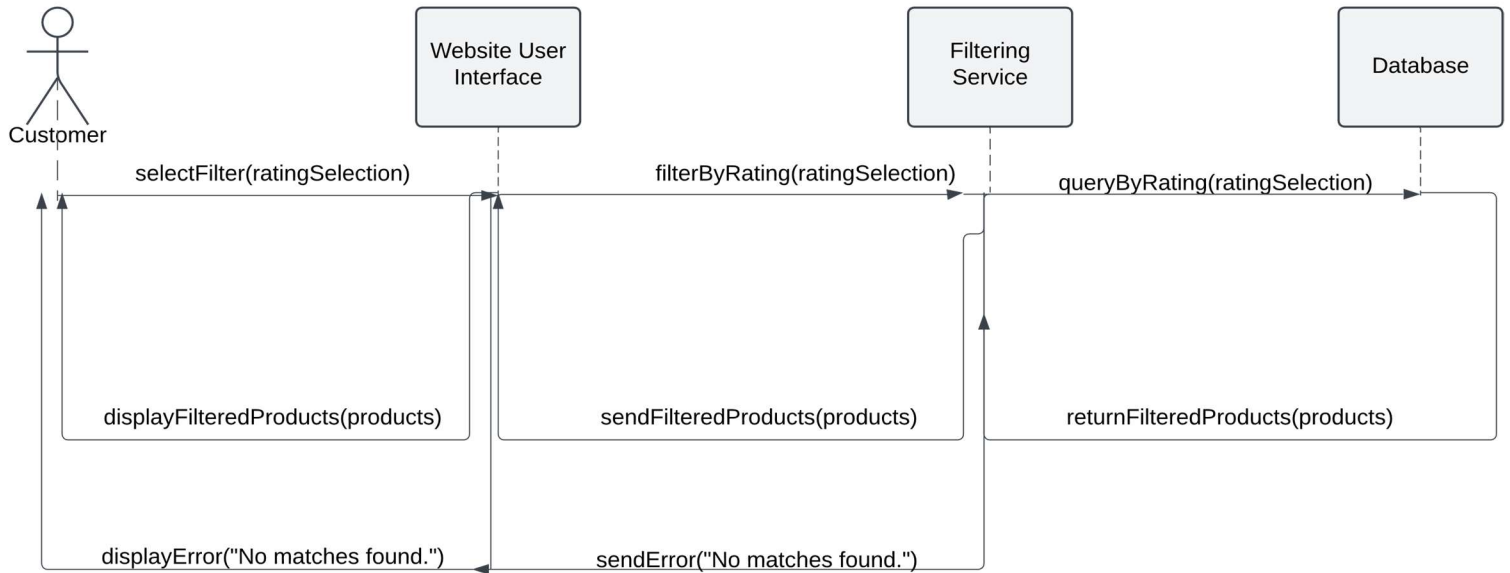 Website User
Interface
Filtering
Service
Database
Customer
selectFilter(ratingSelection)
filterByRating(ratingSelection)
queryByRating(ratingSelection)
displayFilteredProducts(products)
sendFilteredProducts(products)
returnFilteredProducts(products)
displayError("No matches found.")
sendError("No matches found.")